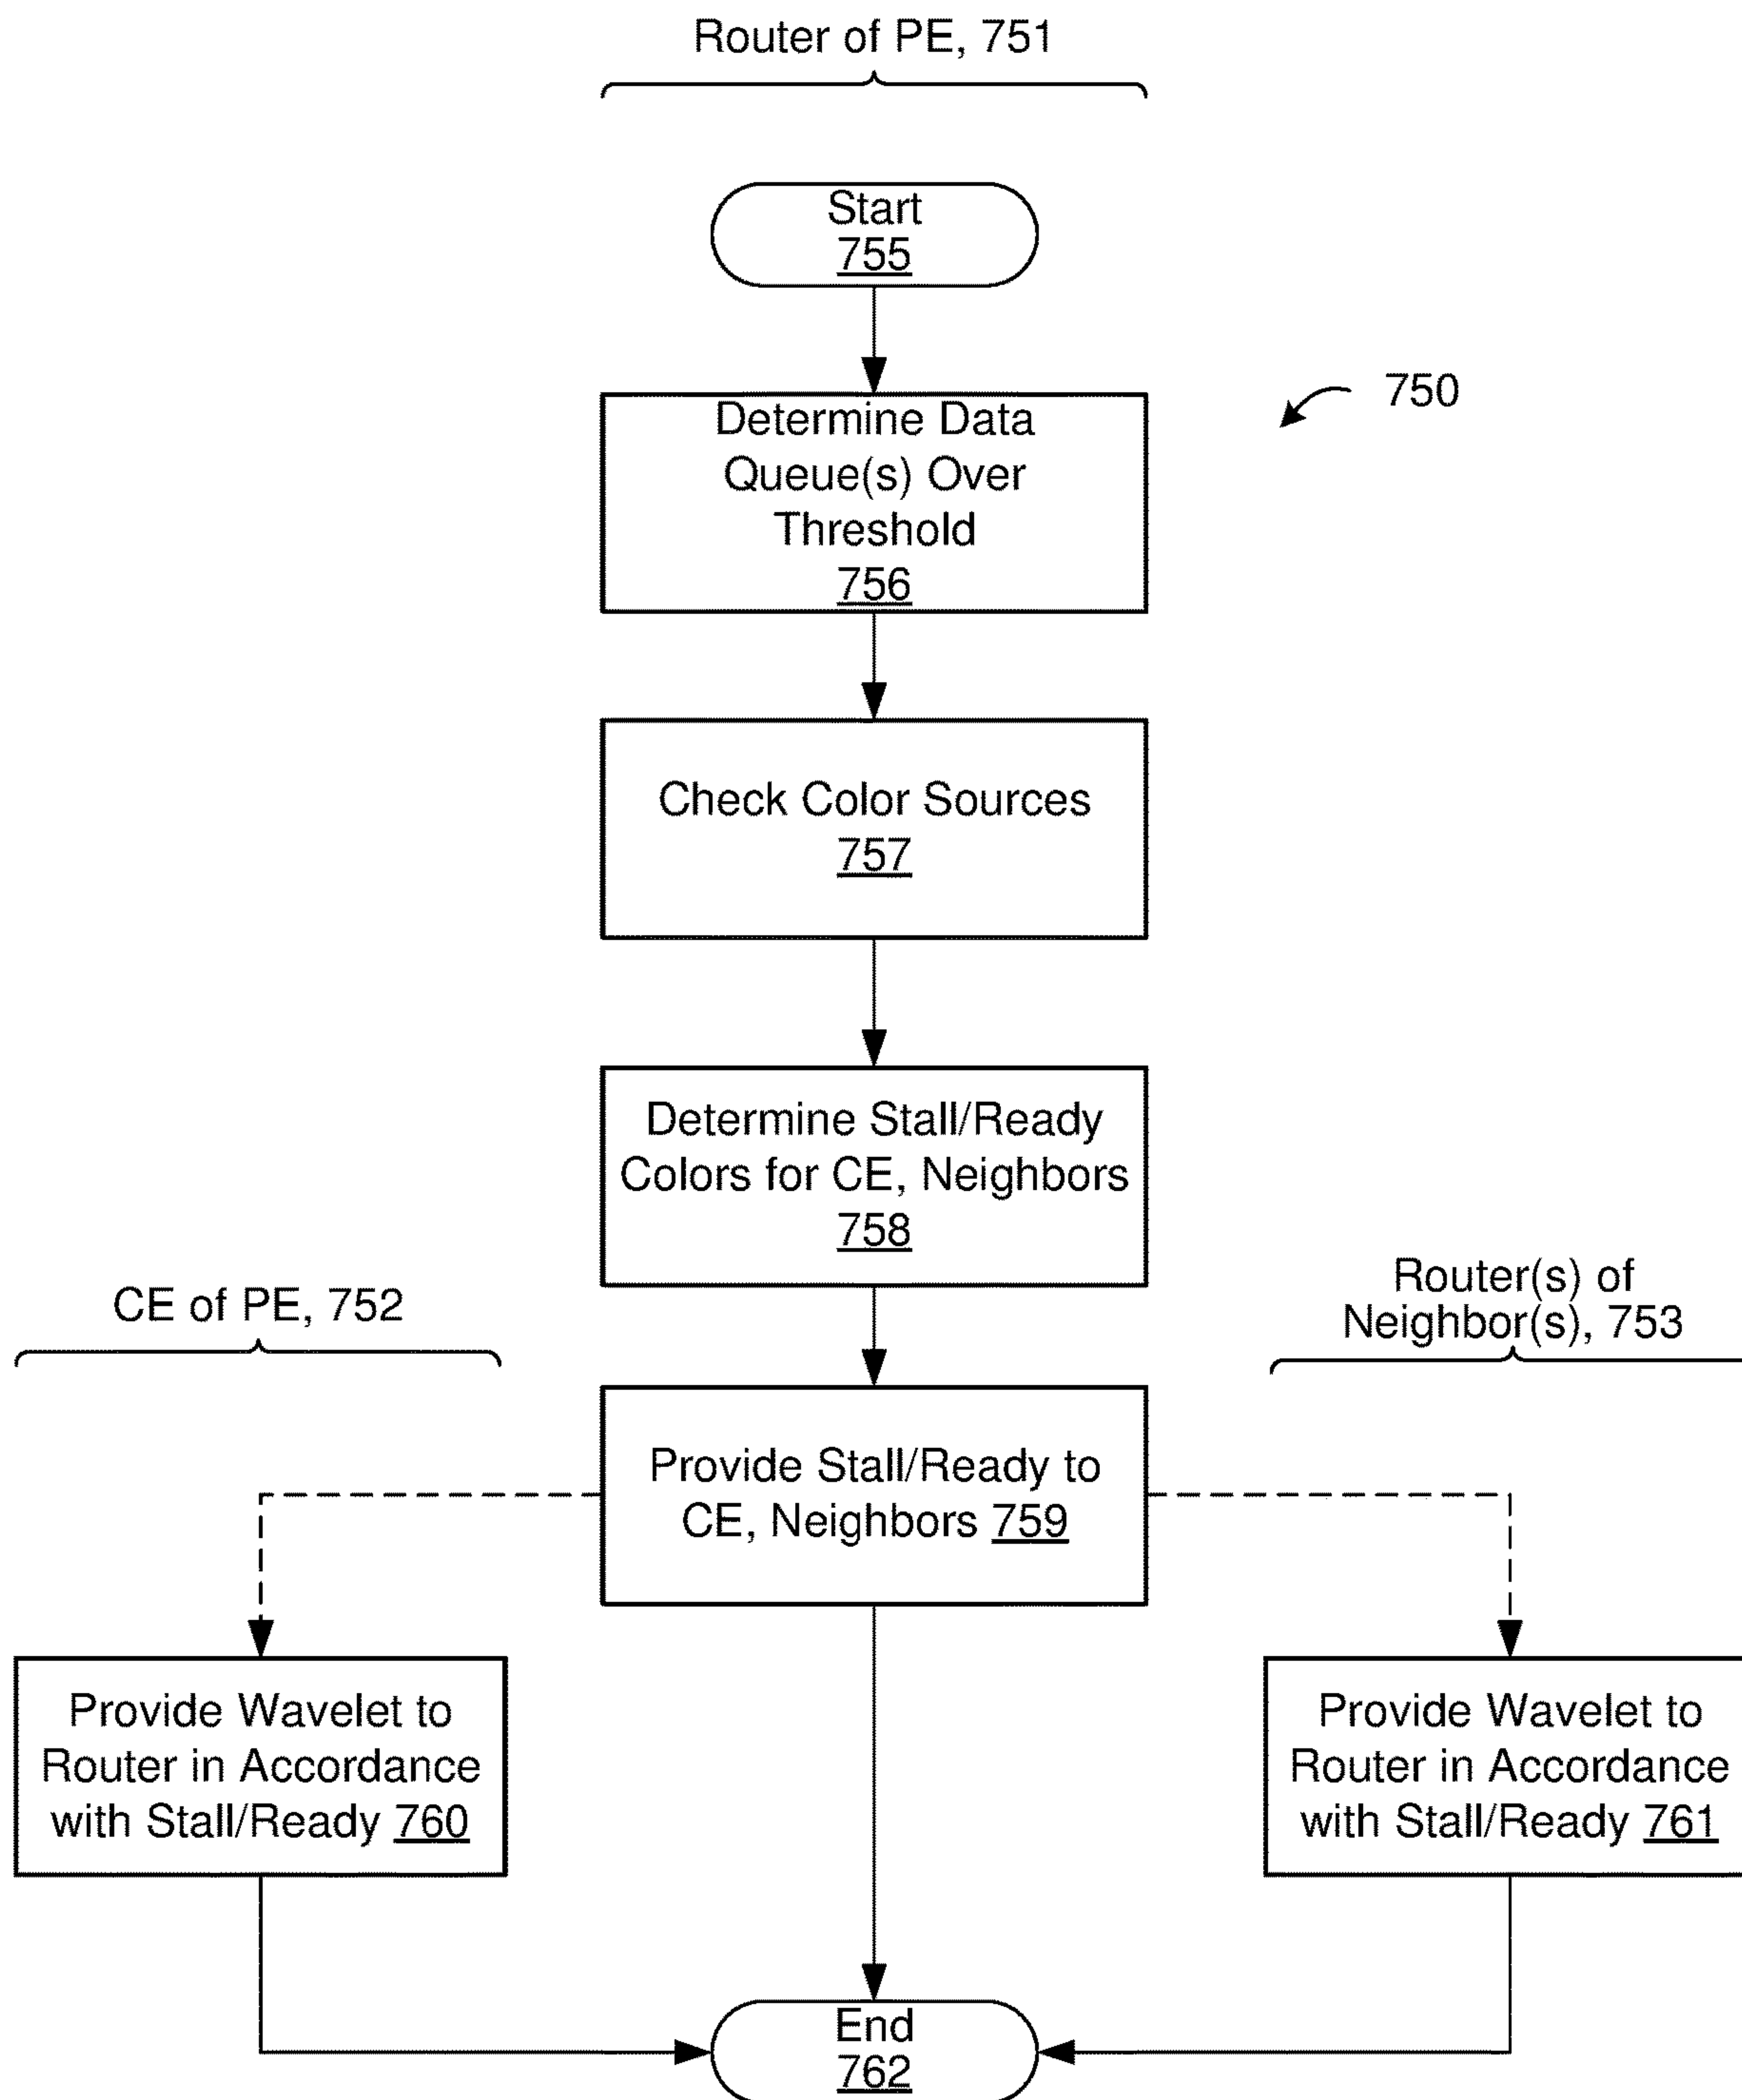 Router of PE, 751
Start
755
750
Determine Data
Queue(s) Over
Threshold
756
Check Color Sources
757
Determine Stall/Ready
Colors for CE, Neighbors
758
CE of PE, 752
Router(s) of
Neighbor(s), 753
Provide Stall/Ready to
CE, Neighbors 759
Provide Wavelet to
Router in Accordance
with Stall/Ready 760
Provide Wavelet to
Router in Accordance
with Stall/Ready 761
End
762